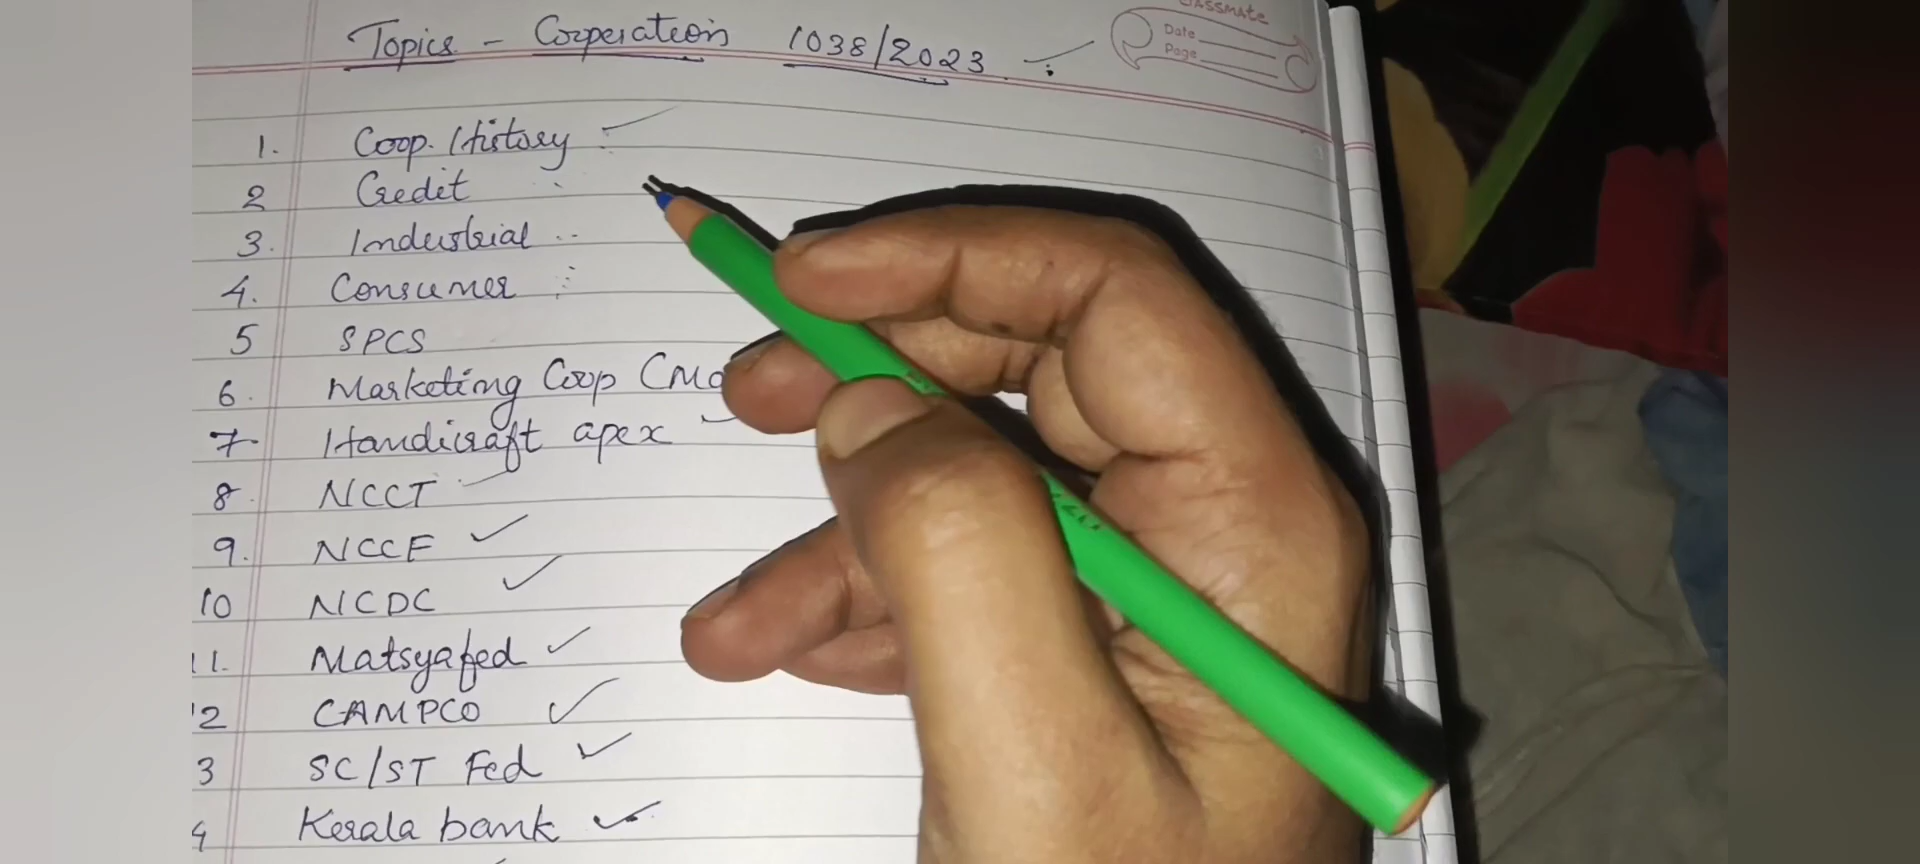 CLASSMATE
Date
Page
Topics - Cooperation 1038/2023 :
1. Coop. History :
2 Credit
3. Industrial
4. Consumer
5 SPCS
6. Marketing Coop
7 Handicraft apex
8. NCCT
9. NCCF
10 NCDC
11. Matsyafed
12 CAMPCO
3 SC/ST Fed
4 Kerala bank